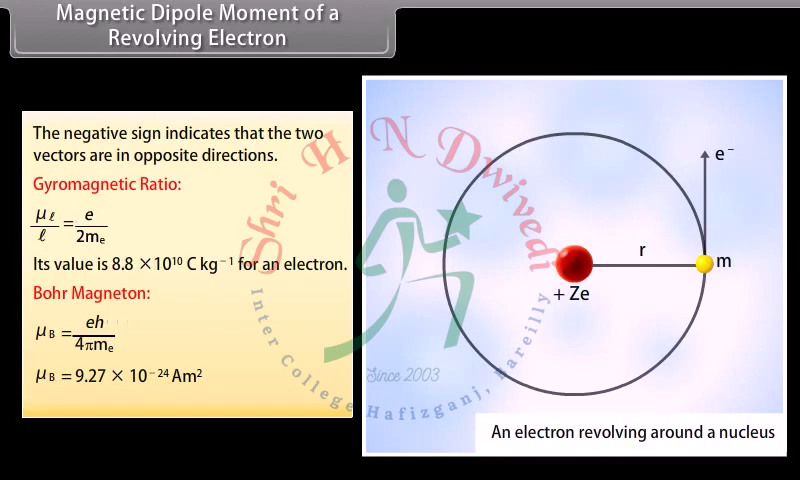 Magnetic Dipole Moment of a
Revolving Electron
The negative sign indicates that the two
vectors are in opposite directions.
Gyromagnetic Ratio:
μℓ/ℓ = e/2mₑ
Its value is 8.8 × 10¹⁰ C kg⁻¹ for an electron.
Bohr Magneton:
μB = eh/4πmₑ
μB = 9.27 × 10⁻²⁴ Am²
e⁻
r
m
+ Ze
An electron revolving around a nucleus
Shri H N Dwivedi
Inter College Hafizganj, Bareilly
Since 2003